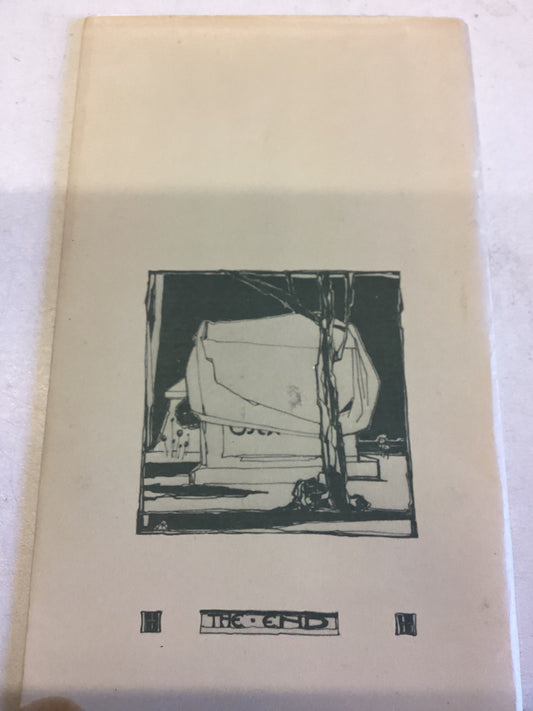 THE · END